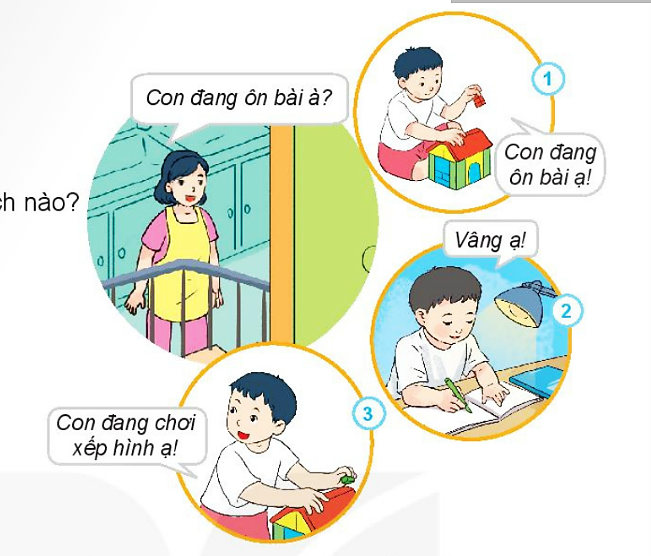 Con đang ôn bài à?
1
Con đang
ôn bài ạ!
ch nào?
Vâng ạ!
2
3
Con đang chơi
xếp hình ạ!